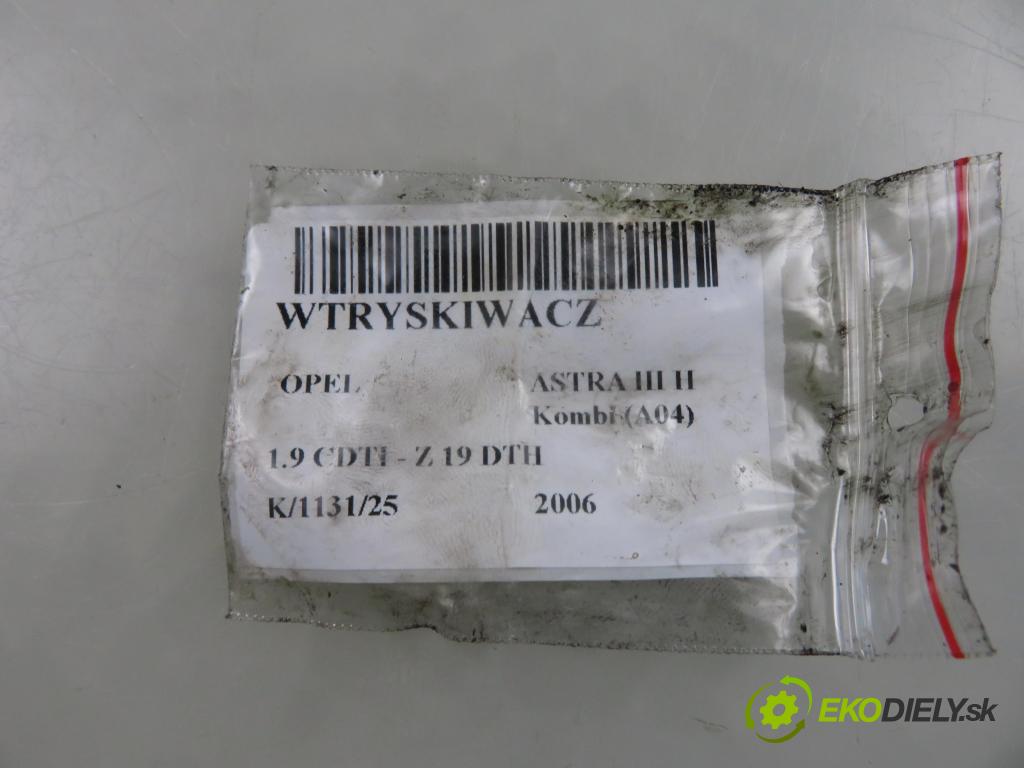 WTRYSKIWACZ
OPEL ASTRA III H
Kombi (A04)
1.9 CDTI - Z 19 DTH
K/1131/25 2006
EKODIELY.sk